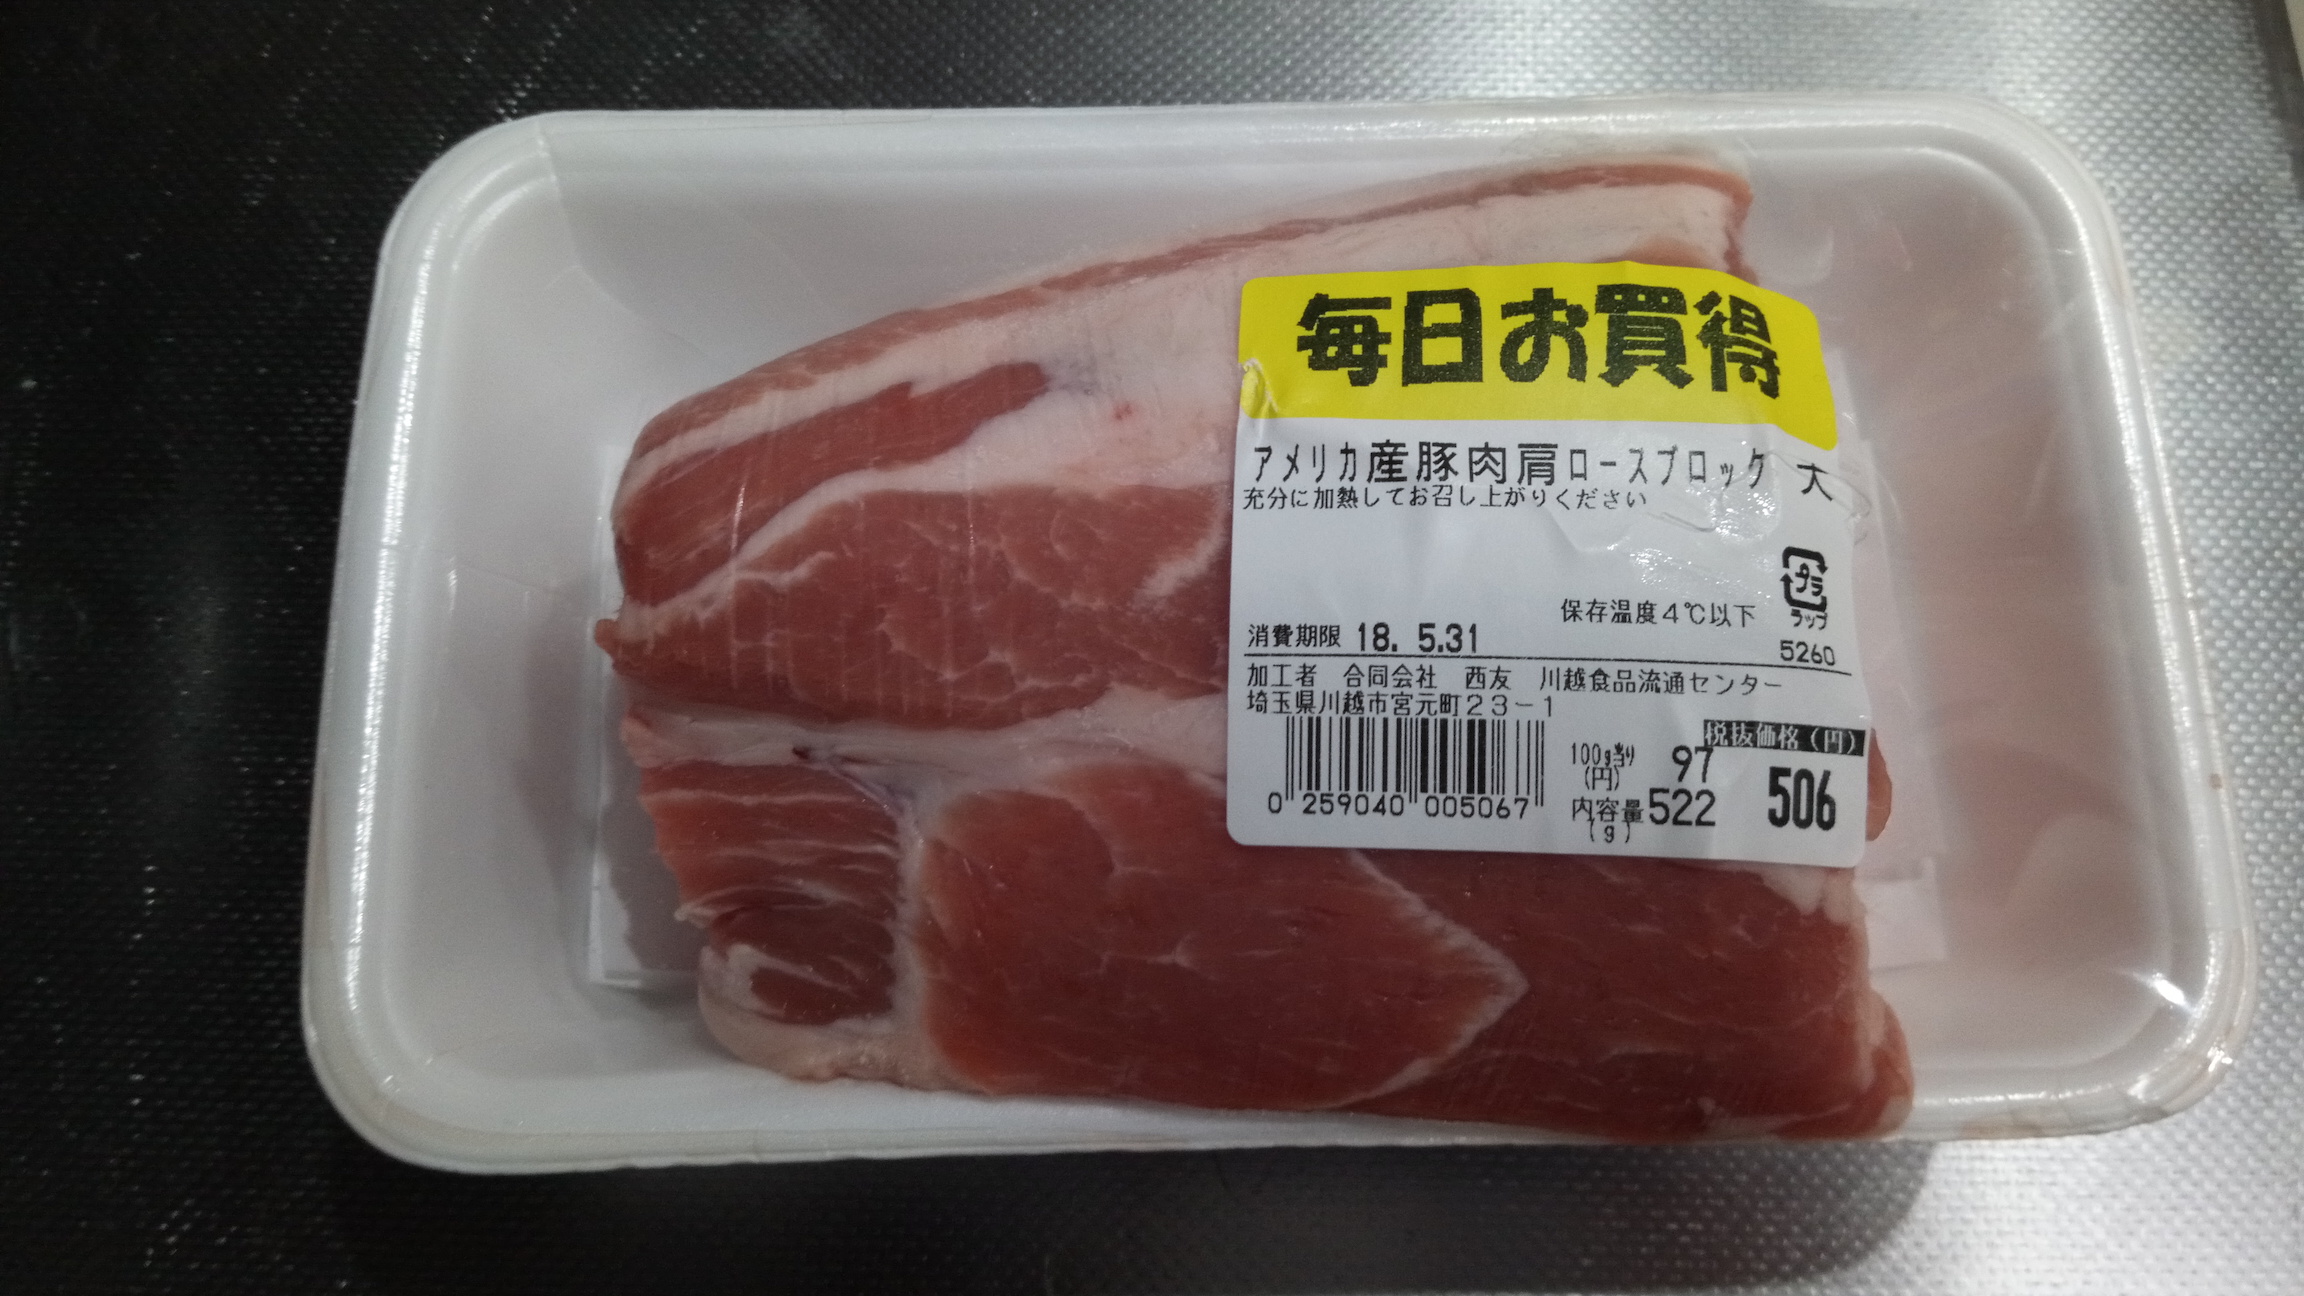 毎日お買得
アメリカ産豚肉肩ロースブロック 大
充分に加熱してお召し上がりください
プラ
ラップ
保存温度4℃以下
消費期限 18. 5.31
5260
加工者 合同会社 西友 川越食品流通センター
埼玉県川越市宮元町23-1
税抜価格(円)
100g当り(円) 97
506
内容量(g) 522
0 259040 005067